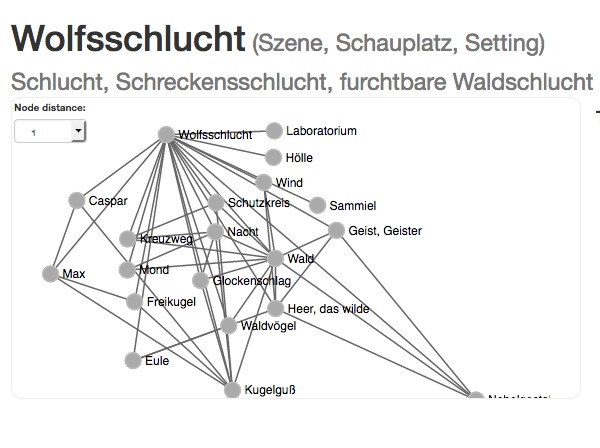 Wolfsschlucht (Szene, Schauplatz, Setting)
Schlucht, Schreckensschlucht, furchtbare Waldschlucht
Node distance:
1
Wolfsschlucht
Laboratorium
Hölle
Wind
Caspar
Schutzkreis
Sammiel
Kreuzweg
Nacht
Geist, Geister
Wald
Max
Mond
Glockenschlag
Freikugel
Heer, das wilde
Waldvögel
Eule
Kugelguß